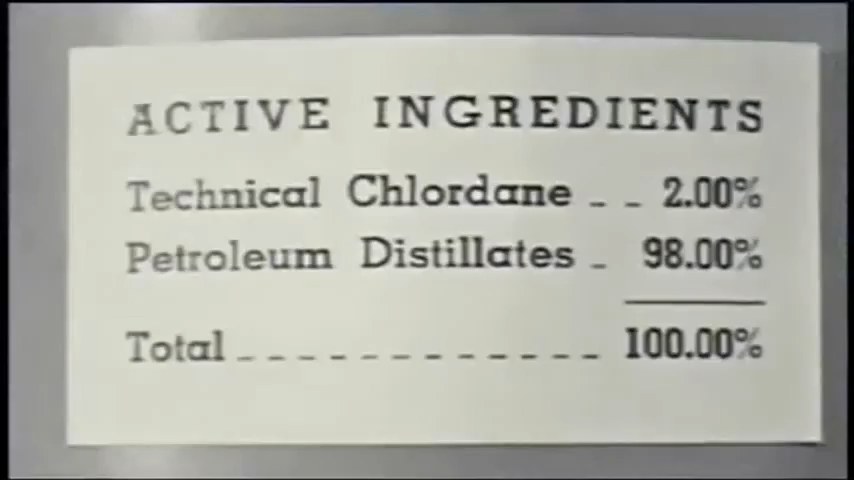 ACTIVE INGREDIENTS
Technical Chlordane _ _ 2.00%
Petroleum Distillates _ 98.00%
Total _ _ _ _ _ _ _ _ _ _ _ _ 100.00%